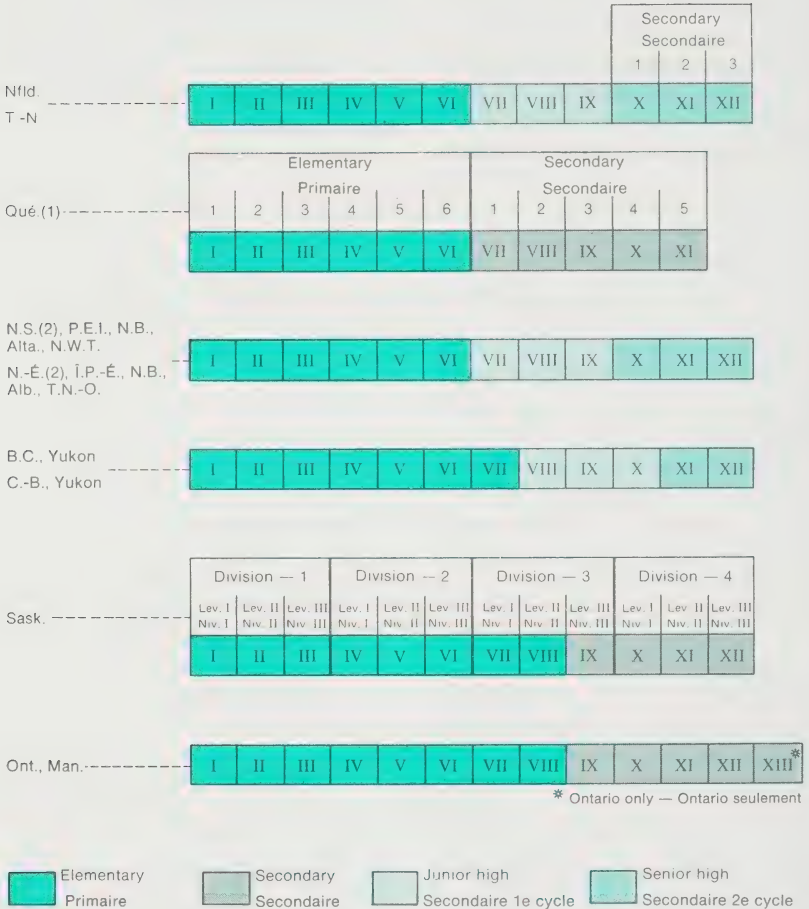 Secondary
Secondaire
1 2 3
Nfld.
T -N
I II III IV V VI VII VIII IX X XI XII
Elementary Secondary
Primaire Secondaire
Qué.(1) 1 2 3 4 5 6 1 2 3 4 5
I II III IV V VI VII VIII IX X XI
N.S.(2), P.E.I., N.B.,
Alta., N.W.T.
N.-É.(2), Î.P.-É., N.B.,
Alb., T.N.-O.
I II III IV V VI VII VIII IX X XI XII
B.C., Yukon
C.-B., Yukon
I II III IV V VI VII VIII IX X XI XII
Division — 1 Division — 2 Division — 3 Division — 4
Sask. Lev. I Lev. II Lev. III Lev. I Lev. II Lev. III Lev. I Lev. II Lev. III Lev. I Lev. II Lev. III
Niv. I Niv. II Niv. III Niv. I Niv. II Niv. III Niv. I Niv. II Niv. III Niv. I Niv. II Niv. III
I II III IV V VI VII VIII IX X XI XII
Ont., Man. I II III IV V VI VII VIII IX X XI XII XIII*
* Ontario only — Ontario seulement
Elementary Secondary Junior high Senior high
Primaire Secondaire Secondaire 1e cycle Secondaire 2e cycle